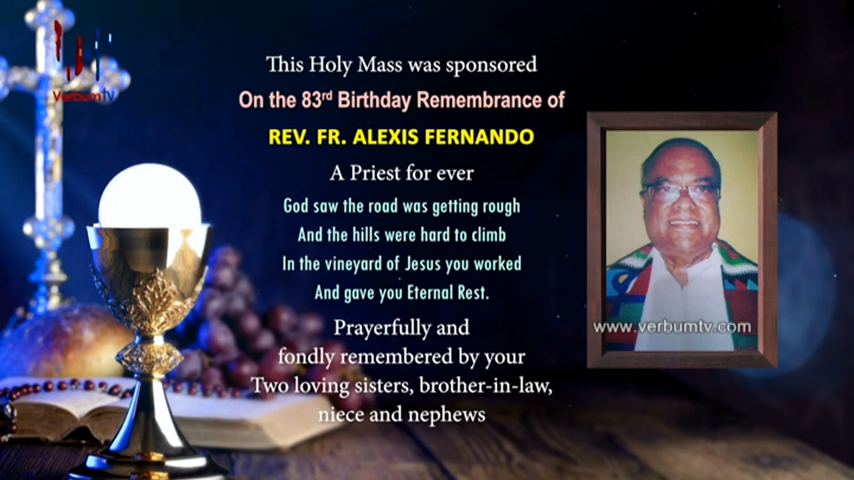 VerbumTV
This Holy Mass was sponsored
On the 83rd Birthday Remembrance of
REV. FR. ALEXIS FERNANDO
A Priest for ever
God saw the road was getting rough
And the hills were hard to climb
In the vineyard of Jesus you worked
And gave you Eternal Rest.
Prayerfully and
fondly remembered by your
Two loving sisters, brother-in-law,
niece and nephews
www.verbumtv.com